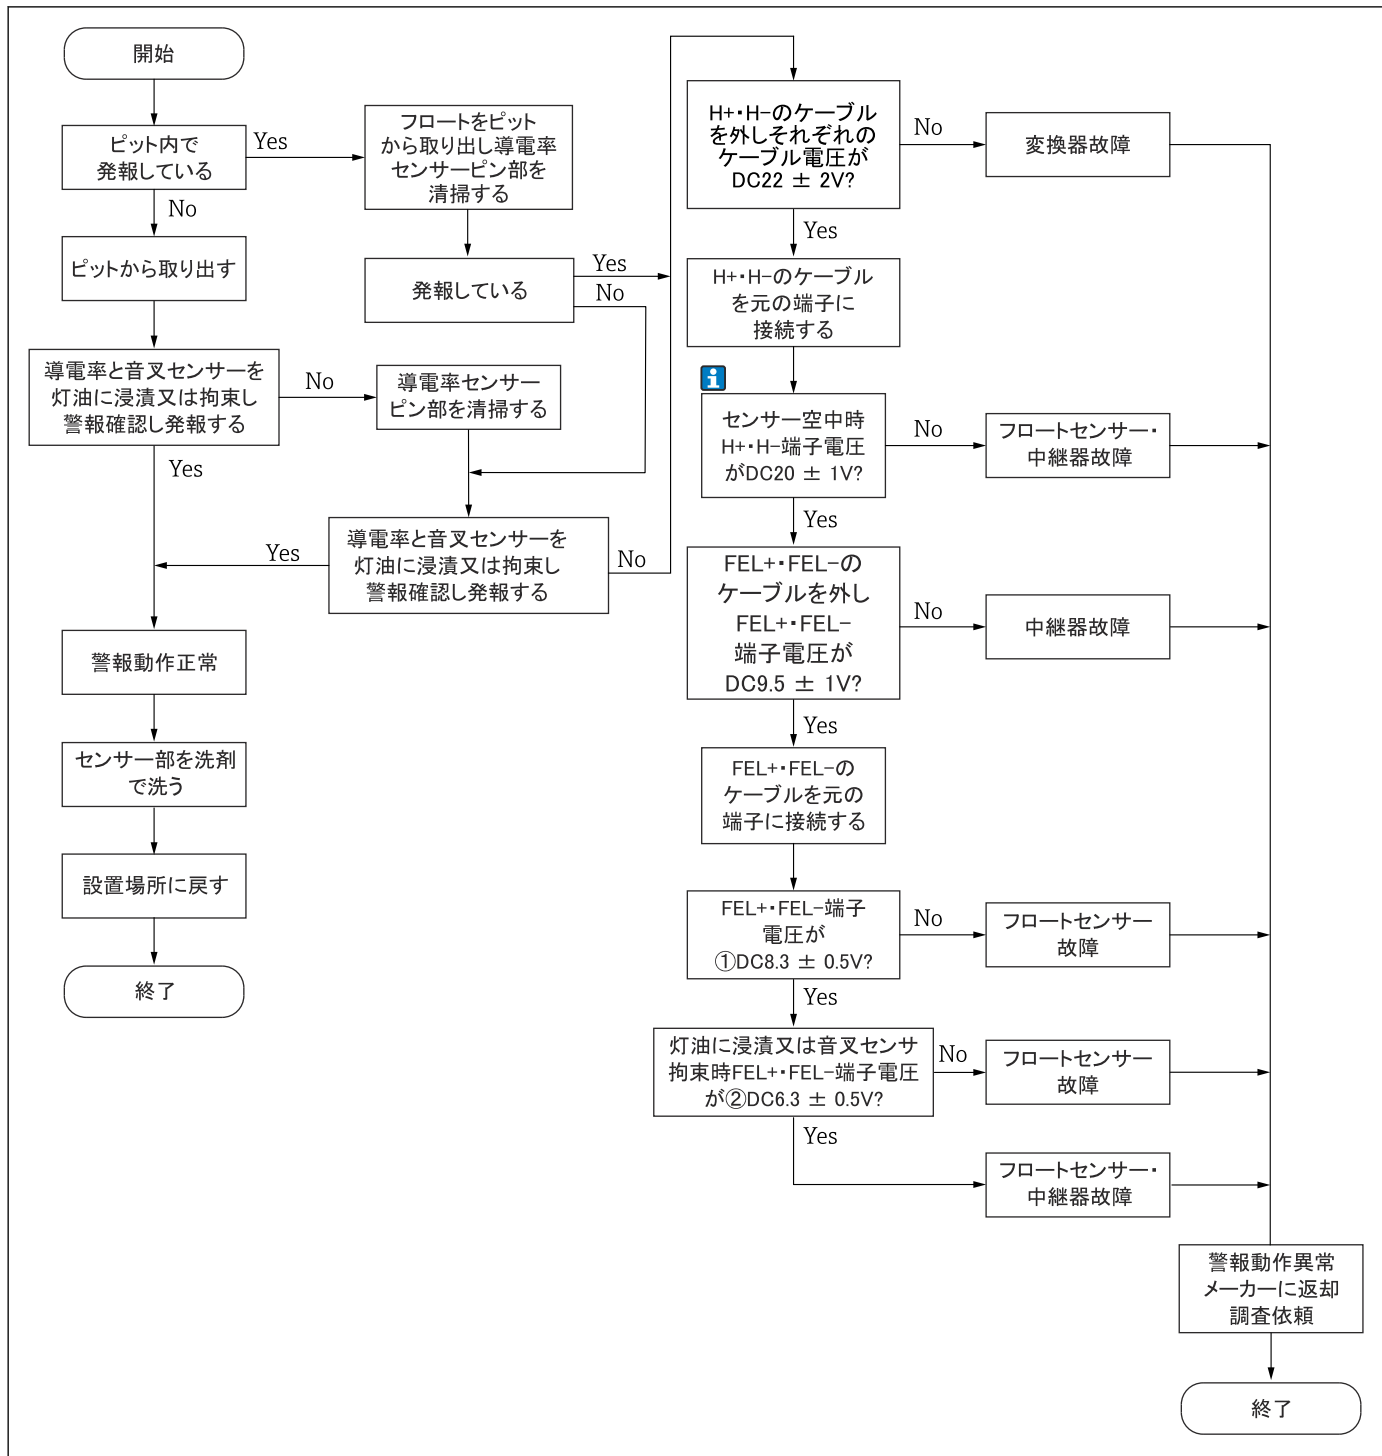 開始
ピット内で
発報している
Yes
No
フロートをピット
から取り出し導電率
センサーピン部を
清掃する
ピットから取り出す
発報している
Yes
No
導電率と音叉センサーを
灯油に浸漬又は拘束し
警報確認し発報する
No
Yes
導電率センサー
ピン部を清掃する
導電率と音叉センサーを
灯油に浸漬又は拘束し
警報確認し発報する
Yes
No
警報動作正常
センサー部を洗剤
で洗う
設置場所に戻す
終了
H+・H-のケーブル
を外しそれぞれの
ケーブル電圧が
DC22 ± 2V?
No
変換器故障
Yes
H+・H-のケーブル
を元の端子に
接続する
i
センサー空中時
H+・H-端子電圧
がDC20 ± 1V?
No
フロートセンサー・
中継器故障
Yes
FEL+・FEL-の
ケーブルを外し
FEL+・FEL-
端子電圧が
DC9.5 ± 1V?
No
中継器故障
Yes
FEL+・FEL-の
ケーブルを元の
端子に接続する
FEL+・FEL-端子
電圧が
①DC8.3 ± 0.5V?
No
フロートセンサー
故障
Yes
灯油に浸漬又は音叉センサ
拘束時FEL+・FEL-端子電圧
が②DC6.3 ± 0.5V?
No
フロートセンサー
故障
Yes
フロートセンサー・
中継器故障
警報動作異常
メーカーに返却
調査依頼
終了